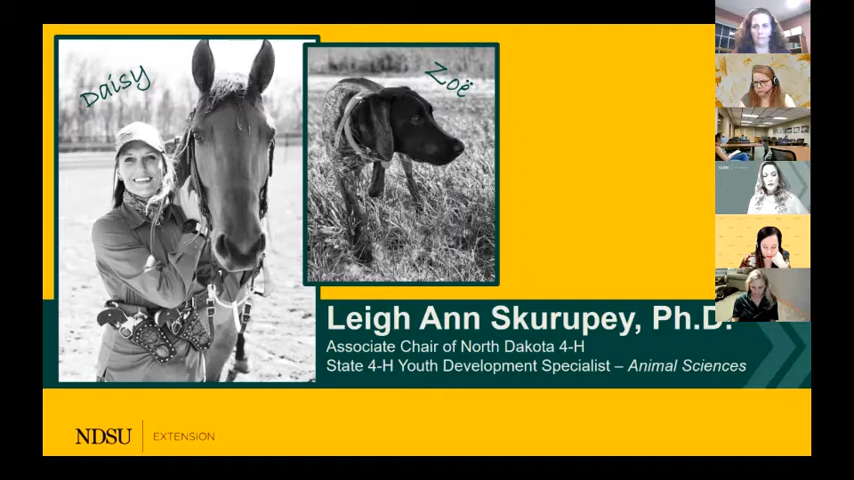 Daisy
Zoë
Leigh Ann Skurupey, Ph.D.
Associate Chair of North Dakota 4-H
State 4-H Youth Development Specialist – Animal Sciences
NDSU EXTENSION